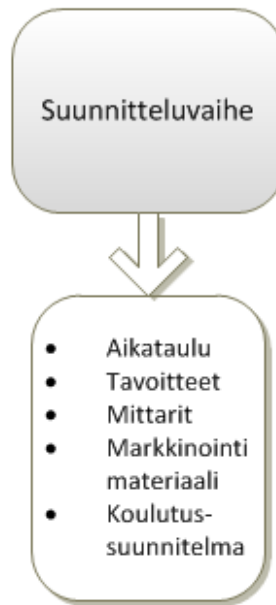 Suunnitteluvaihe
• Aikataulu
• Tavoitteet
• Mittarit
• Markkinointi
materiaali
• Koulutus-
suunnitelma